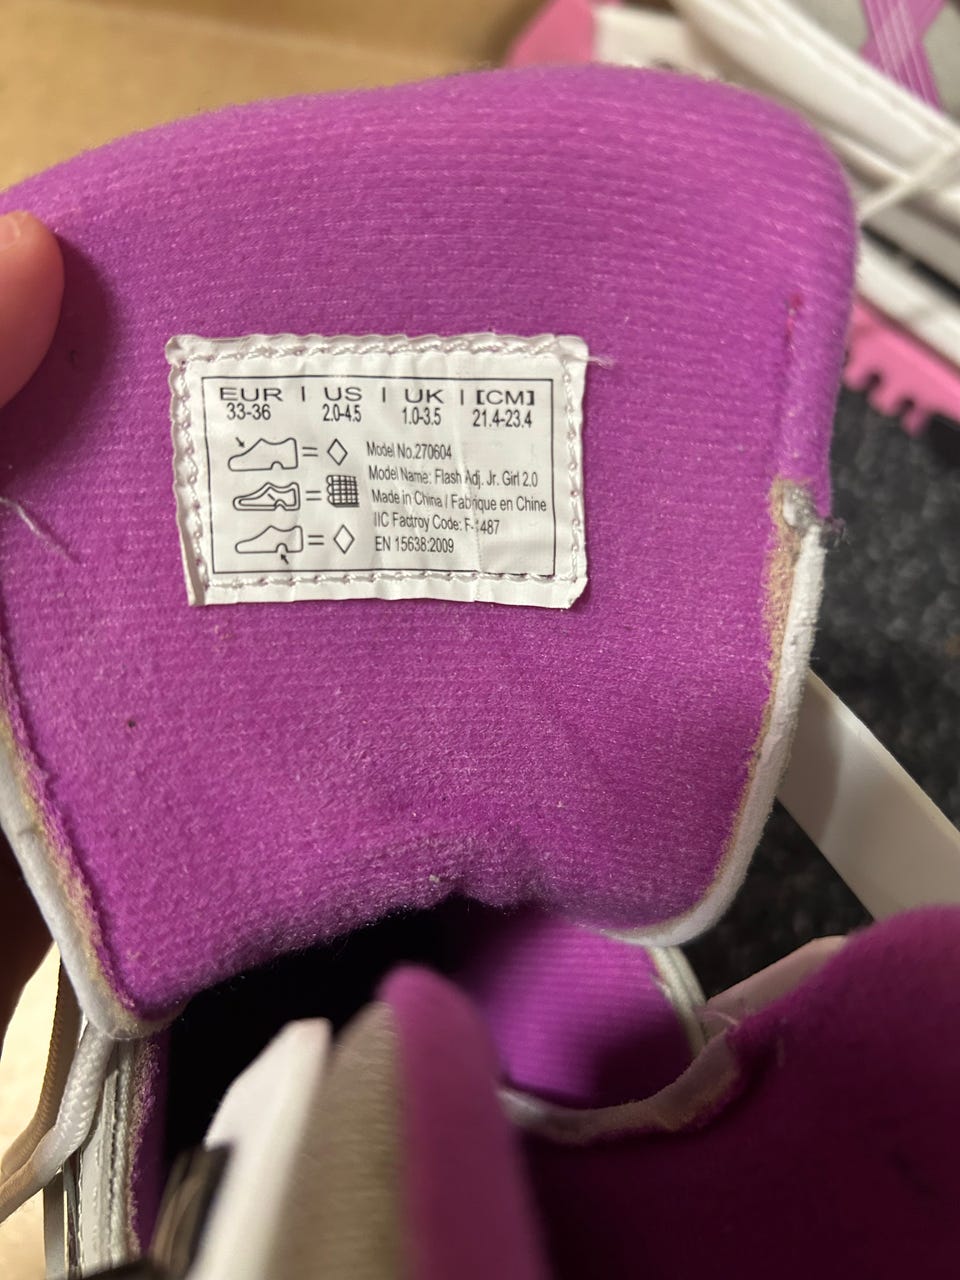 EUR | US | UK | [CM]
33-36 2.0-4.5 1.0-3.5 21.4-23.4
Model No.270604
Model Name: Flash Adj. Jr. Girl 2.0
Made in China / Fabrique en Chine
IIC Factroy Code: F-1487
EN 15638:2009